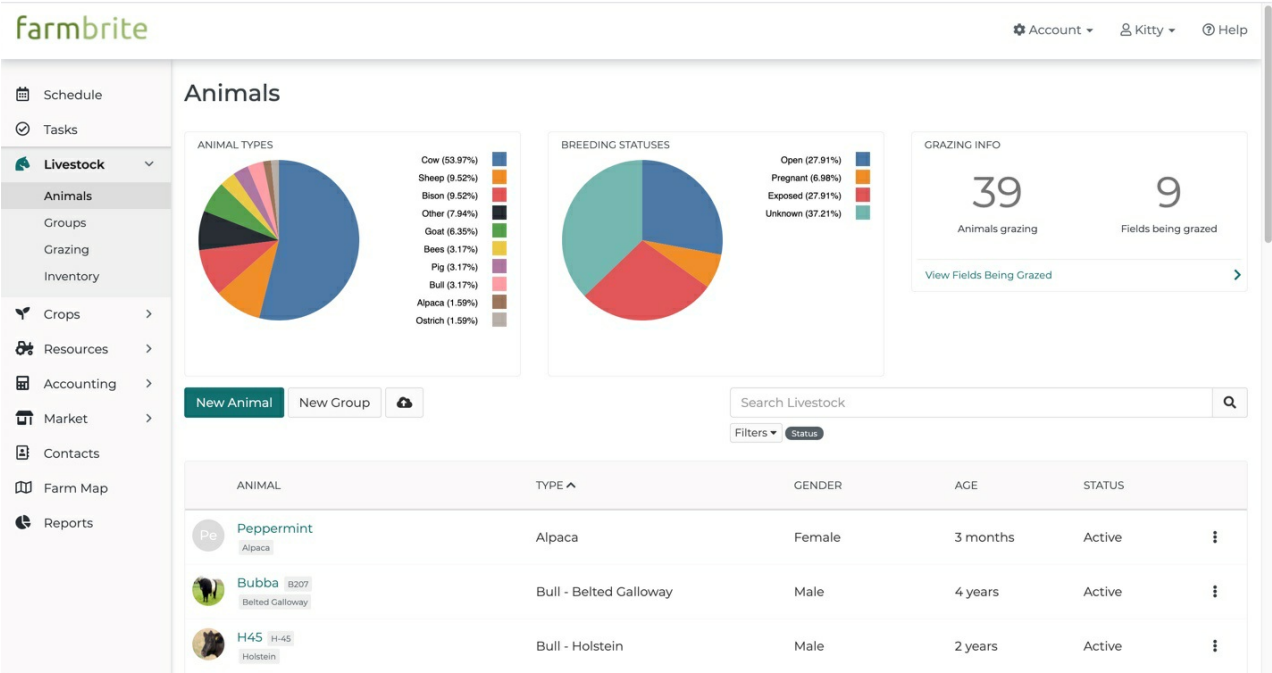 farmbrite
Account
Kitty
Help
Schedule
Tasks
Livestock
Animals
Groups
Grazing
Inventory
Crops
Resources
Accounting
Market
Contacts
Farm Map
Reports
Animals
ANIMAL TYPES
Cow (53.97%)
Sheep (9.52%)
Bison (9.52%)
Other (7.94%)
Goat (6.35%)
Bees (3.17%)
Pig (3.17%)
Bull (3.17%)
Alpaca (1.59%)
Ostrich (1.59%)
BREEDING STATUSES
Open (27.91%)
Pregnant (6.98%)
Exposed (27.91%)
Unknown (37.21%)
GRAZING INFO
39 9
Animals grazing Fields being grazed
View Fields Being Grazed
New Animal New Group
Search Livestock
Filters Status
ANIMAL TYPE GENDER AGE STATUS
Pe Peppermint Alpaca Female 3 months Active
Alpaca
Bubba B207 Bull - Belted Galloway Male 4 years Active
Belted Galloway
H45 H-45 Bull - Holstein Male 2 years Active
Holstein